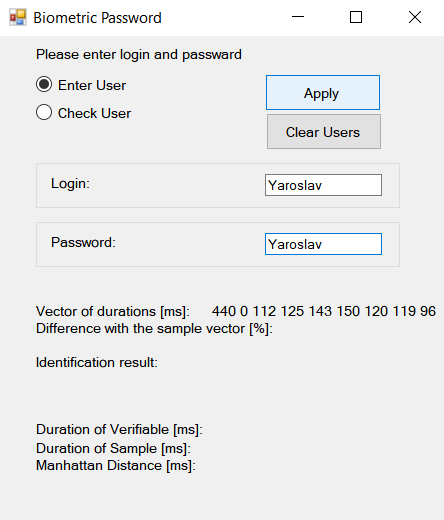 Biometric Password
Please enter login and passward
Enter User
Apply
Check User
Clear Users
Login: Yaroslav
Password: Yaroslav
Vector of durations [ms]: 440 0 112 125 143 150 120 119 96
Difference with the sample vector [%]:
Identification result:
Duration of Verifiable [ms]:
Duration of Sample [ms]:
Manhattan Distance [ms]: